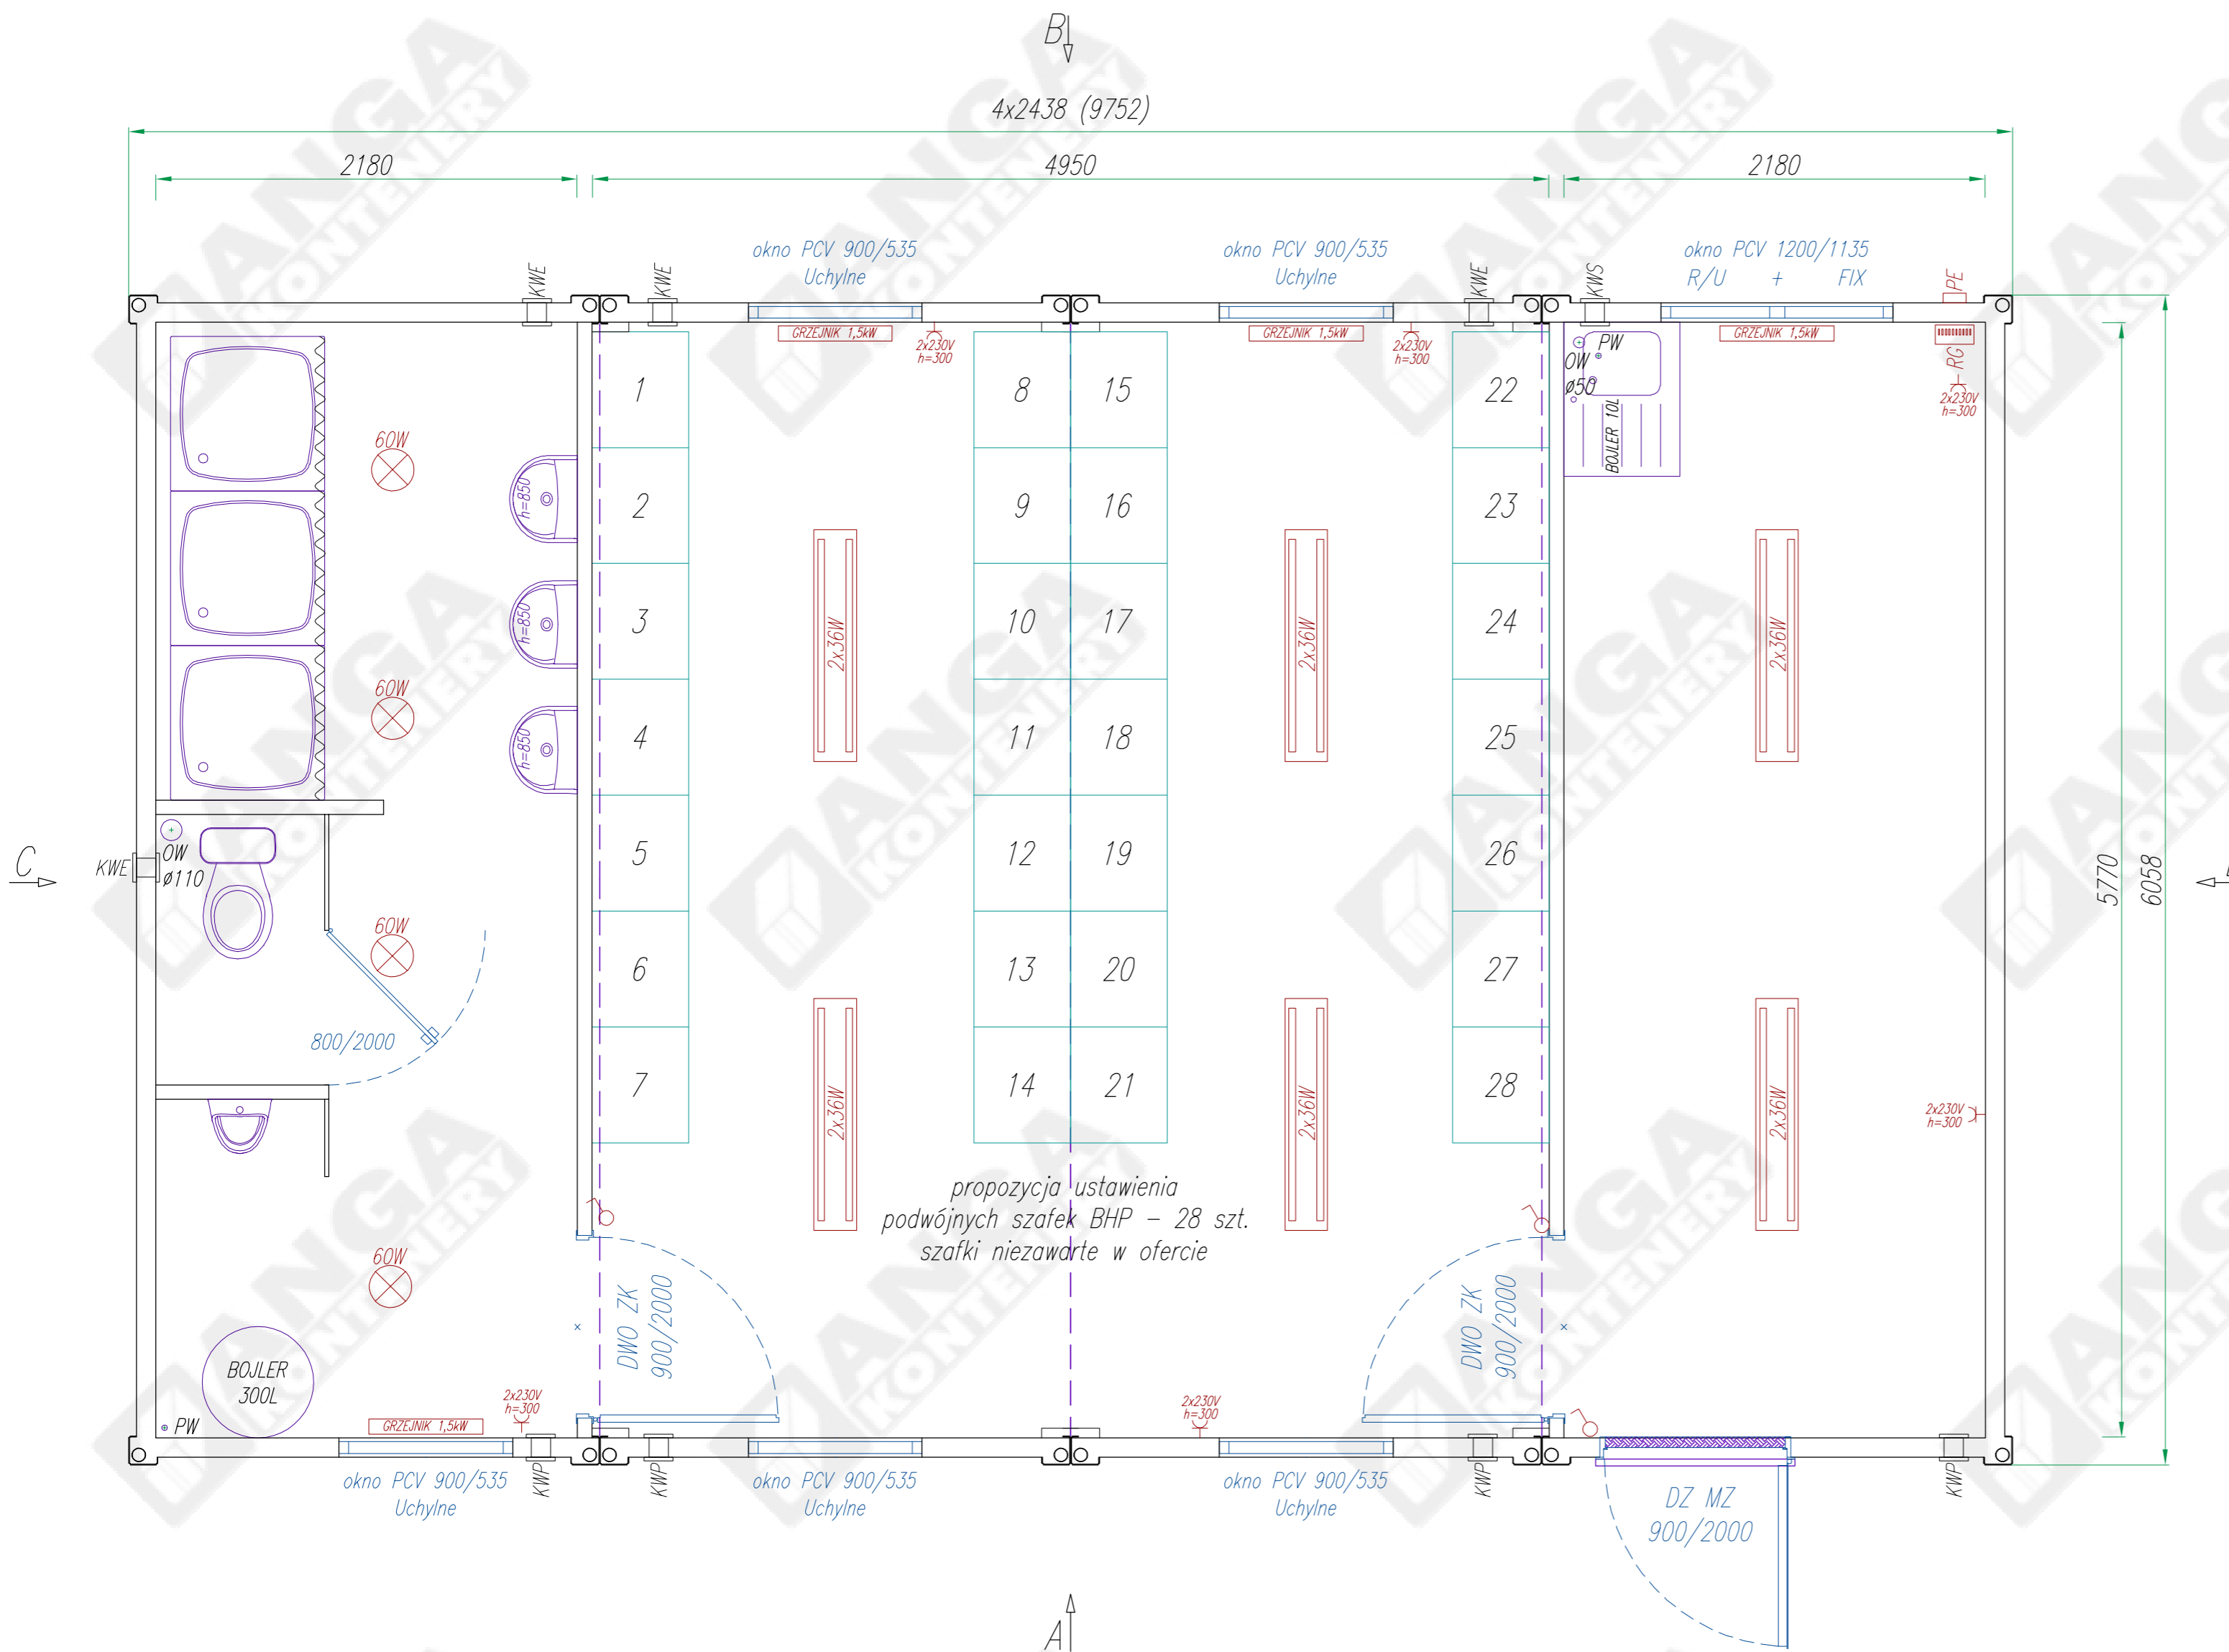 B
4x2438 (9752)
2180
4950
2180
okno PCV 900/535
Uchylne
okno PCV 900/535
Uchylne
okno PCV 1200/1135
R/U + FIX
KWE
KWE
KWE
KWS
PE
GRZEJNIK 1,5kW
2x230V
h=300
GRZEJNIK 1,5kW
2x230V
h=300
GRZEJNIK 1,5kW
RG
2x230V
h=300
PW
OW
ø50
BOJLER 10L
1
8
15
22
2
9
16
23
3
10
17
24
4
11
18
25
5
12
19
26
6
13
20
27
7
14
21
28
60W
60W
60W
60W
h=850
h=850
h=850
2x36W
2x36W
2x36W
2x36W
2x36W
2x36W
C
KWE
OW
ø110
800/2000
5770
6058
2x230V
h=300
propozycja ustawienia
podwójnych szafek BHP – 28 szt.
szafki niezawarte w ofercie
DWO ZK
900/2000
DWO ZK
900/2000
BOJLER
300L
PW
GRZEJNIK 1,5kW
2x230V
h=300
2x230V
h=300
okno PCV 900/535
Uchylne
KWP
KWP
okno PCV 900/535
Uchylne
okno PCV 900/535
Uchylne
KWP
KWP
DZ MZ
900/2000
A
ANGA
KONTENERY